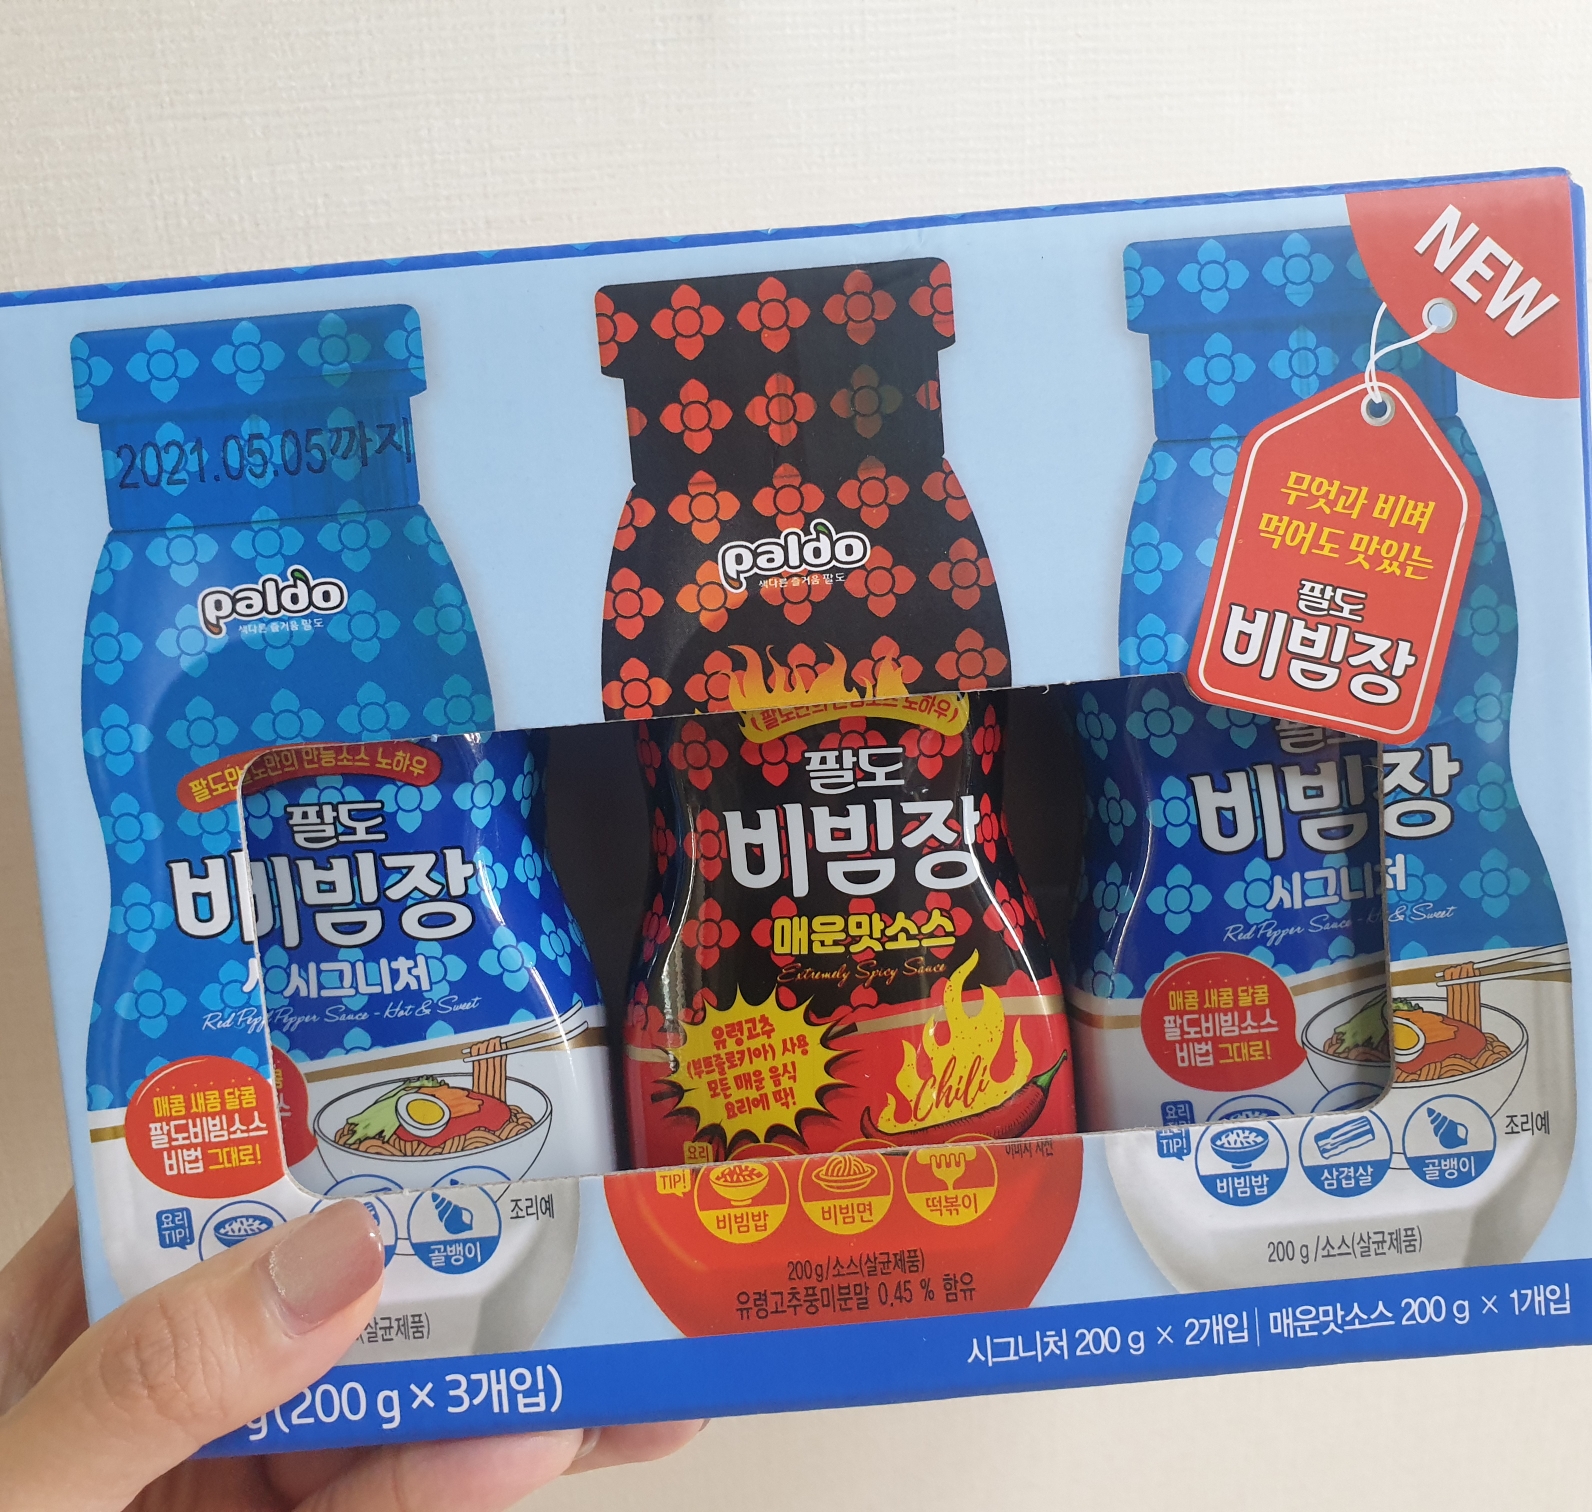 NEW
2021.05.05까지
paldo
색다른 즐거움 팔도
paldo
색다른 즐거움 팔도
무엇과 비벼
먹어도 맛있는
팔도
비빔장
만능소스 노하우
팔도
비빔장
시그니처
Red Pepper Sauce - Hot & Sweet
매콤 새콤 달콤
팔도비빔소스
비법 그대로!
요리
TIP!
골뱅이
조리예
(살균제품)
노하우)
팔도
비빔장
매운맛소스
Extremely Spicy Sauce
유령고추
(부트졸로키아) 사용
모든 매운 음식
요리에 딱!
Chili
요리
TIP!
비빔밥
비빔면
떡볶이
200g/소스(살균제품)
유령고추풍미분말 0.45 % 함유
비빔장
시그니처
Red Pepper Sauce - Hot & Sweet
매콤 새콤 달콤
팔도비빔소스
비법 그대로!
요리
TIP!
비빔밥
삼겹살
골뱅이
조리예
200 g/소스(살균제품)
g(200 g × 3개입)
시그니처 200 g × 2개입 | 매운맛소스 200 g × 1개입